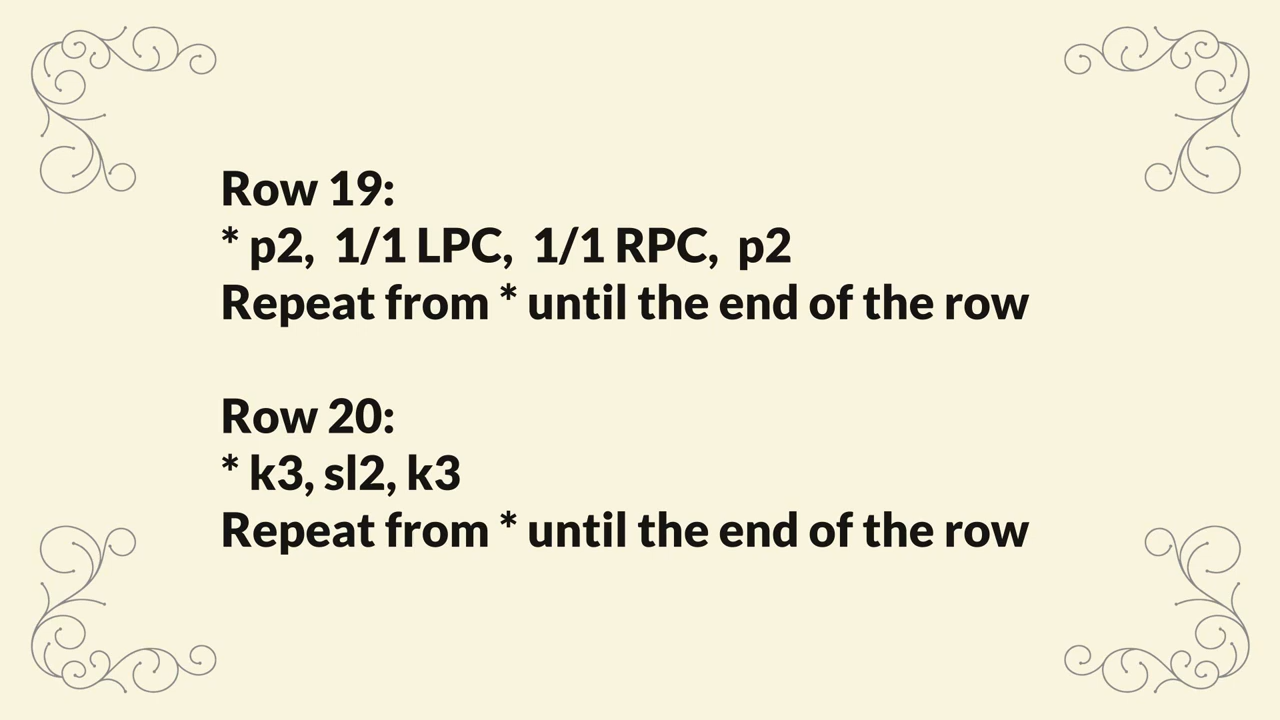 Row 19:
* p2, 1/1 LPC, 1/1 RPC, p2
Repeat from * until the end of the row
Row 20:
* k3, sl2, k3
Repeat from * until the end of the row